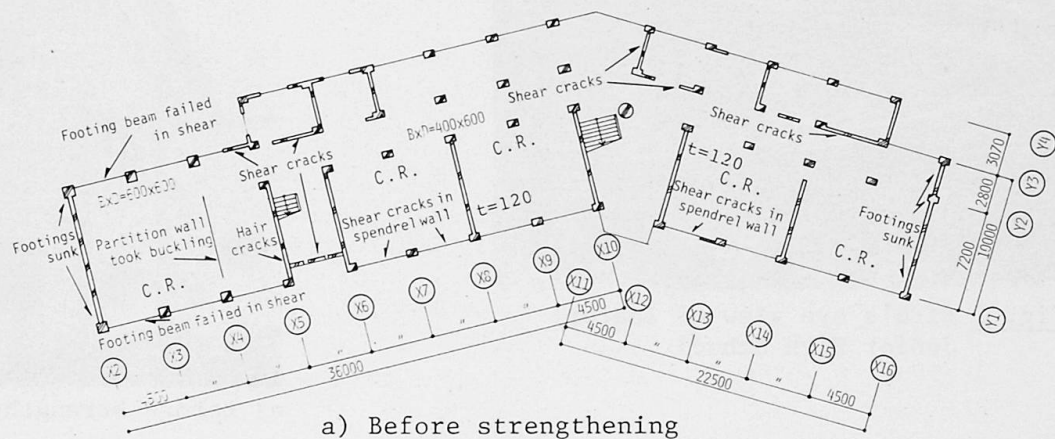 Footing beam failed
in shear
BxD=600x600
Footings
sunk
Partition wall
took buckling
C.R.
Hair
cracks
Footing beam failed in shear
Shear cracks
C.R.
Shear cracks in
spendrel wall
BxD=400x600
C.R.
t=120
Shear cracks
t=120
C.R.
Shear cracks in
spendrel wall
Shear cracks
C.R.
Footings
sunk
3070
2800
7200
10000
Y4
Y3
Y2
Y1
X2
X3
X4
X5
X6
X7
X8
X9
X10
X11
X12
X13
X14
X15
X16
4500
〃
〃
〃
〃
〃
〃
4500
36000
4500
〃
〃
4500
22500
a) Before strengthening